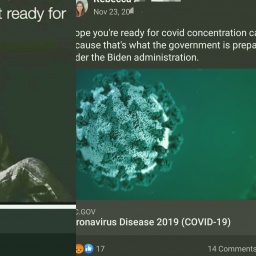 t ready for
Rebecca
Nov 23, 20
ope you're ready for covid concentration ca
cause that's what the government is prepa
der the Biden administration.
C.GOV
ronavirus Disease 2019 (COVID-19)
17
14 Comments